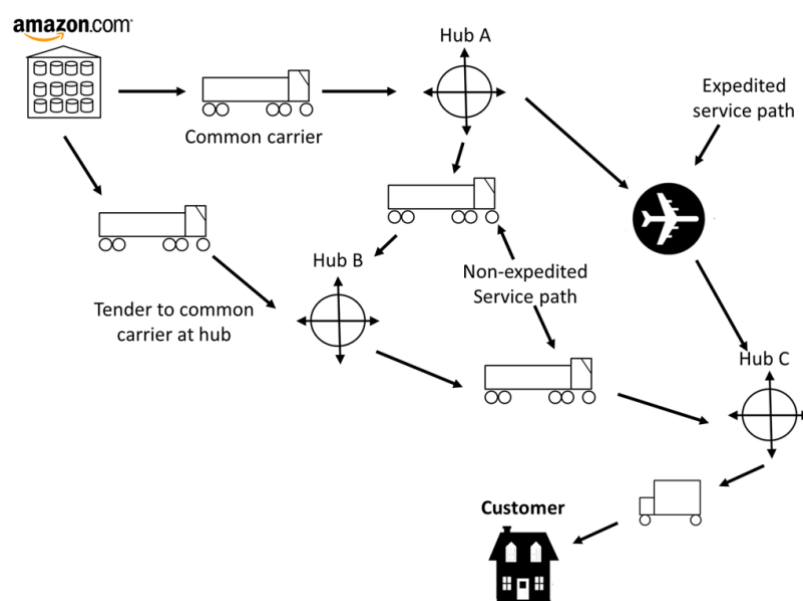 amazon.com
Hub A
Expedited
service path
Common carrier
Hub B
Non-expedited
Service path
Tender to common
carrier at hub
Hub C
Customer